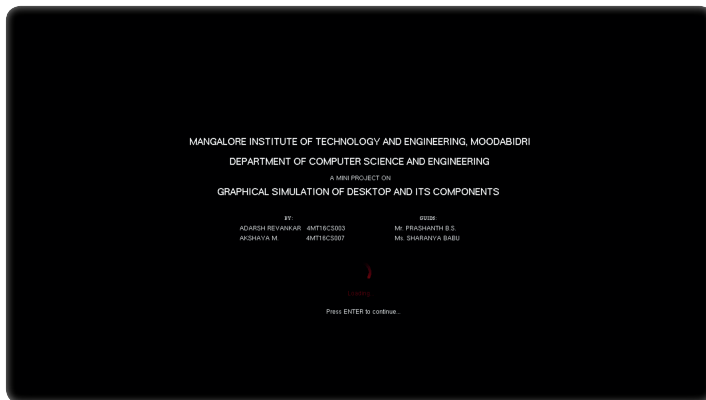 MANGALORE INSTITUTE OF TECHNOLOGY AND ENGINEERING, MOODABIDRI
DEPARTMENT OF COMPUTER SCIENCE AND ENGINEERING
A MINI PROJECT ON
GRAPHICAL SIMULATION OF DESKTOP AND ITS COMPONENTS
BY: GUIDE:
ADARSH REVANKAR 4MT16CS003 Mr. PRASHANTH B.S.
AKSHAYA M 4MT16CS007 Ms. SHARANYA BABU
Press ENTER to continue...